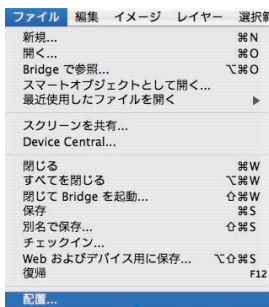 ファイル 編集 イメージ レイヤー 選択範
新規... ⌘N
開く... ⌘O
Bridge で参照... ⌥⌘O
スマートオブジェクトとして開く...
最近使用したファイルを開く ▶
スクリーンを共有...
Device Central...
閉じる ⌘W
すべてを閉じる ⌥⌘W
閉じて Bridge を起動... ⇧⌘W
保存 ⌘S
別名で保存... ⇧⌘S
チェックイン...
Web およびデバイス用に保存... ⌥⇧⌘S
復帰 F12
配置...